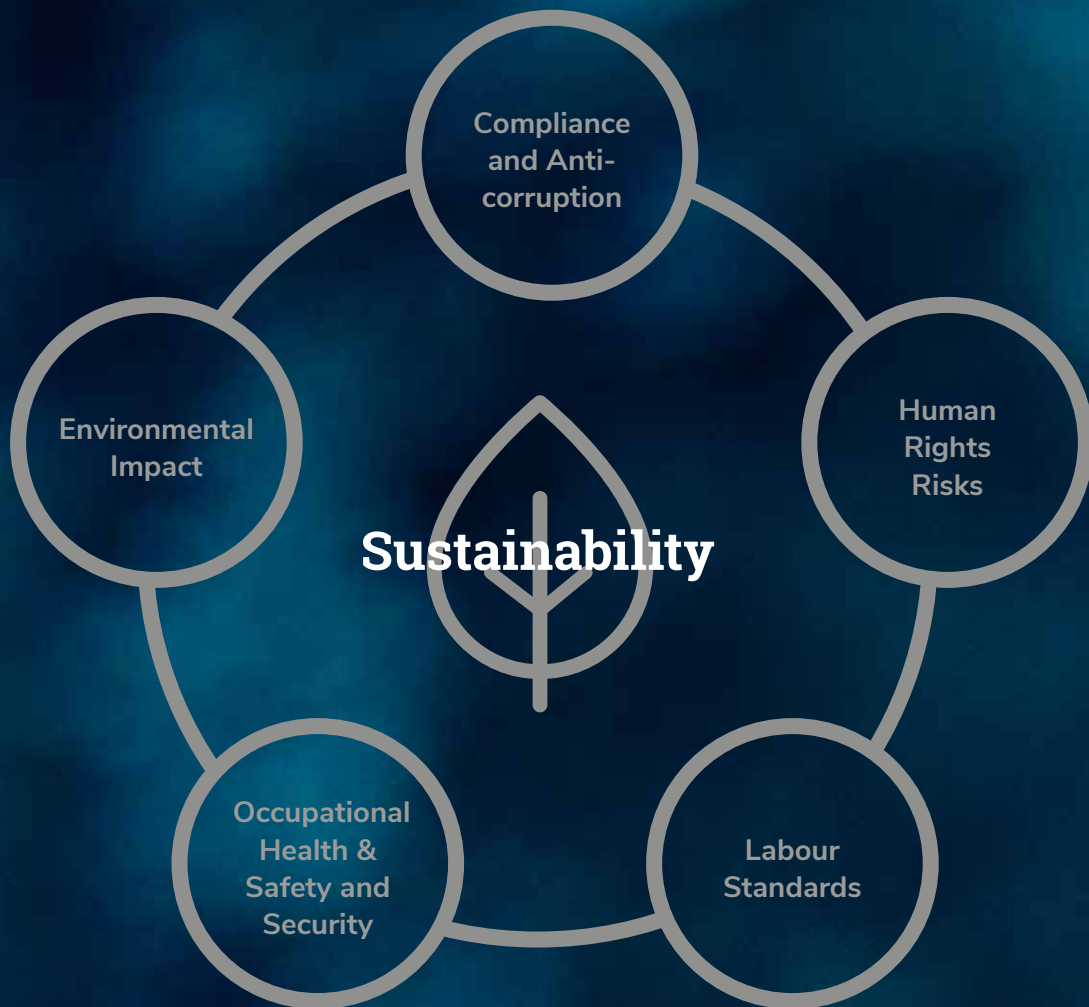 Compliance
and Anti-
corruption
Human
Rights
Risks
Environmental
Impact
Sustainability
Occupational
Health &
Safety and
Security
Labour
Standards